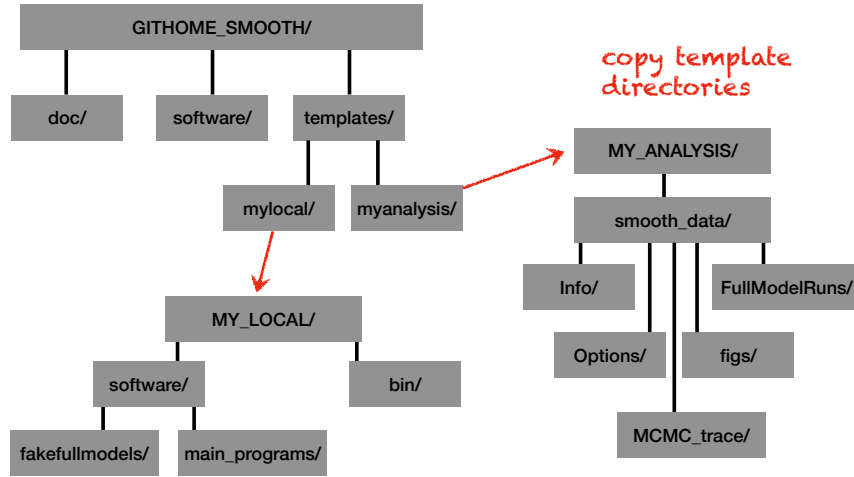 GITHOME_SMOOTH/
copy template
directories
doc/ software/ templates/
MY_ANALYSIS/
mylocal/ myanalysis/
smooth_data/
Info/ FullModelRuns/
MY_LOCAL/
Options/ figs/
software/ bin/
MCMC_trace/
fakefullmodels/ main_programs/